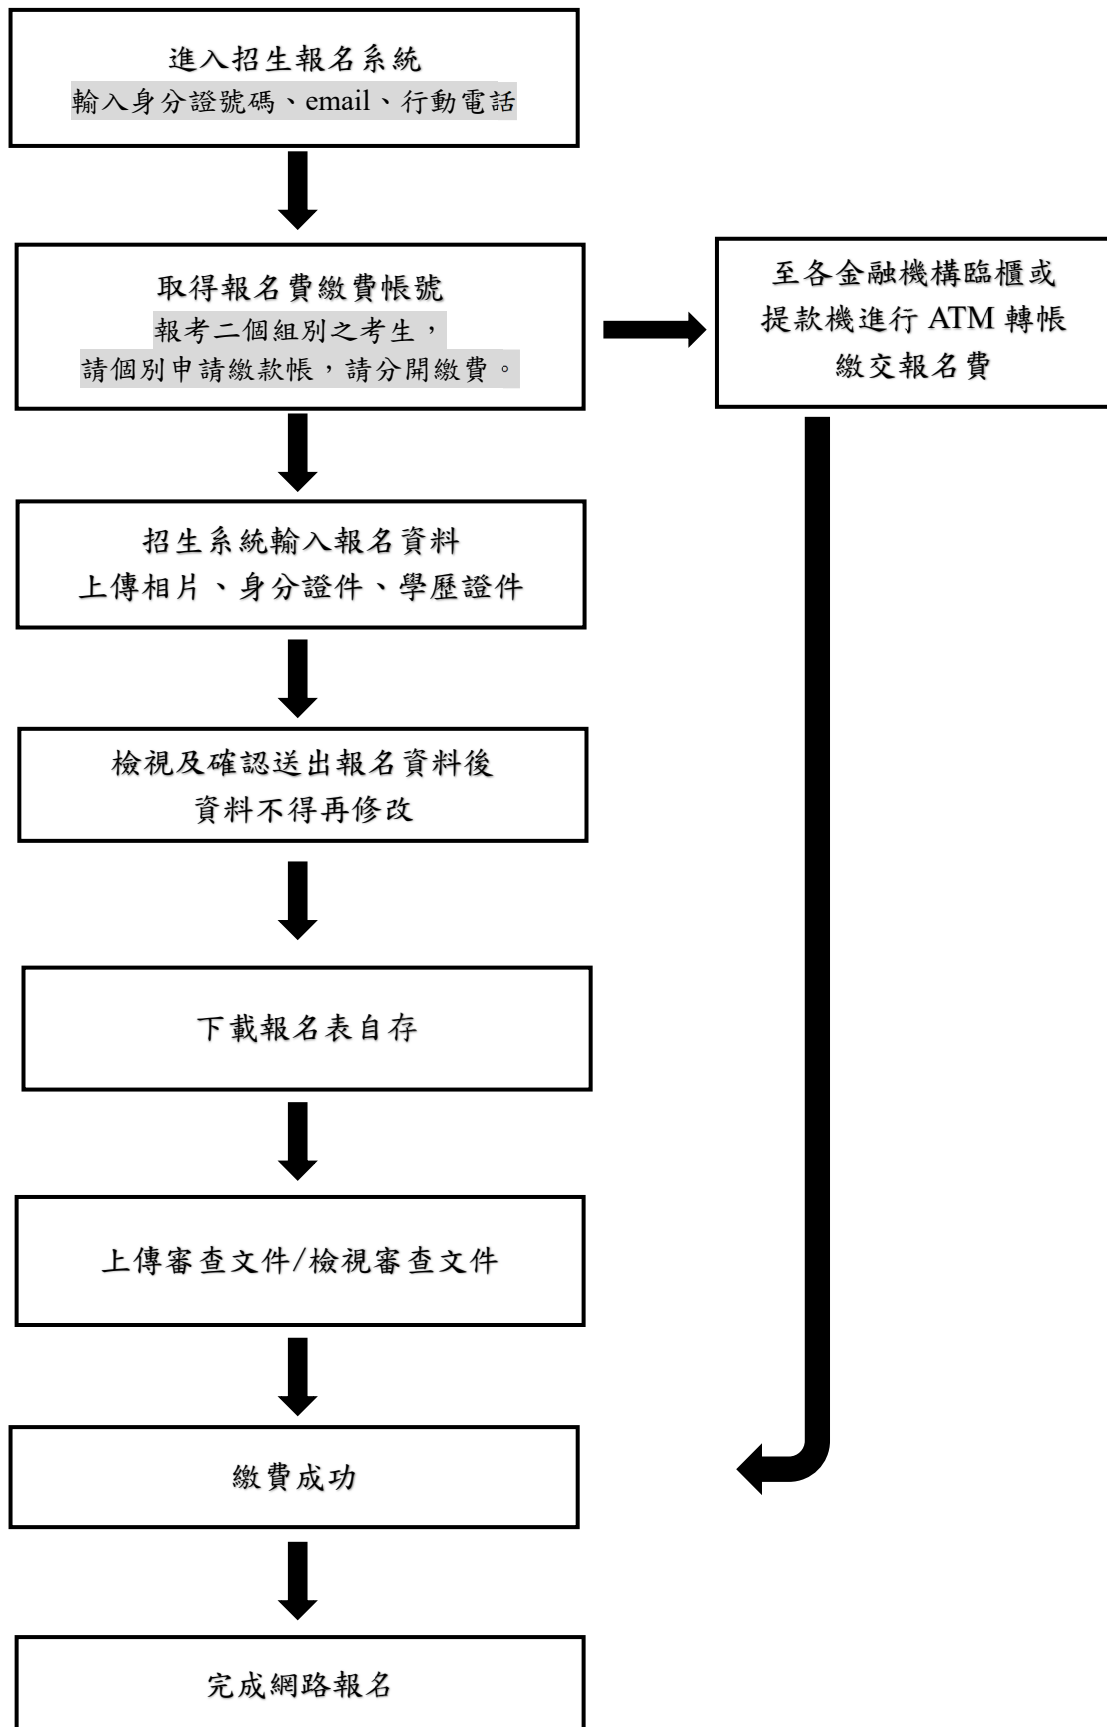 進入招生報名系統
輸入身分證號碼、email、行動電話
取得報名費繳費帳號
報考二個組別之考生，
請個別申請繳款帳，請分開繳費。
至各金融機構臨櫃或
提款機進行 ATM 轉帳
繳交報名費
招生系統輸入報名資料
上傳相片、身分證件、學歷證件
檢視及確認送出報名資料後
資料不得再修改
下載報名表自存
上傳審查文件/檢視審查文件
繳費成功
完成網路報名